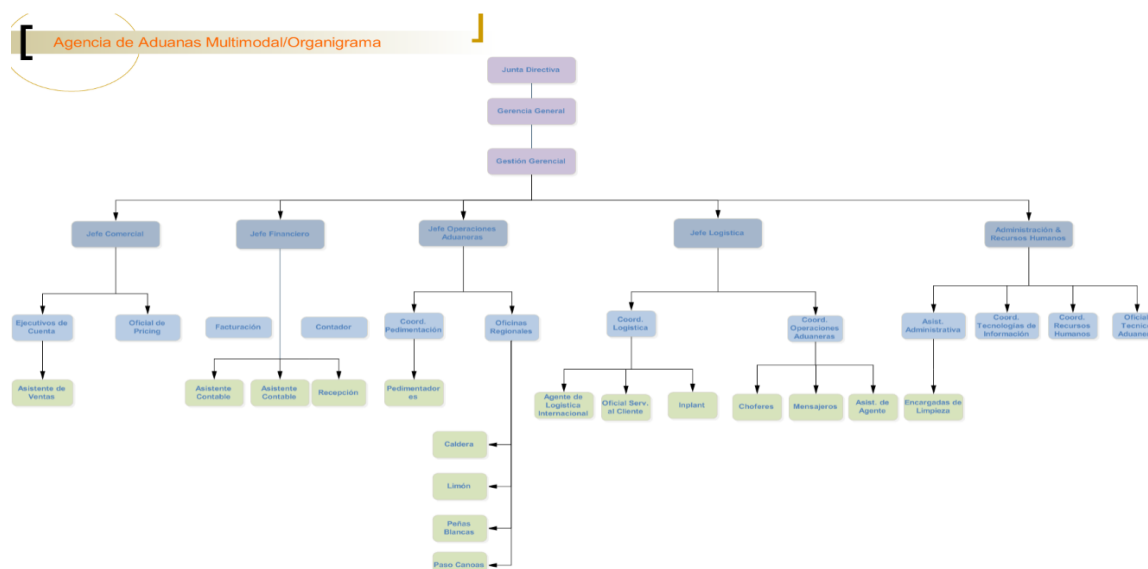 Agencia de Aduanas Multimodal/Organigrama
Junta Directiva
Gerencia General
Gestión Gerencial
Jefe Comercial
Jefe Financiero
Jefe Operaciones
Aduaneras
Jefe Logística
Administración &
Recursos Humanos
Ejecutivos de
Cuenta
Oficial de
Pricing
Facturación
Contador
Coord.
Pedimentación
Oficinas
Regionales
Coord.
Logística
Coord.
Operaciones
Aduaneras
Asist.
Administrativa
Coord.
Tecnologías de
Información
Coord.
Recursos
Humanos
Oficial
Tecnico
Aduanero
Asistente de
Ventas
Asistente
Contable
Asistente
Contable
Recepción
Pedimentador
es
Agente de
Logística
Internacional
Oficial Serv.
al Cliente
Inplant
Choferes
Mensajeros
Asist. de
Agente
Encargadas de
Limpieza
Caldera
Limón
Peñas
Blancas
Paso Canoas